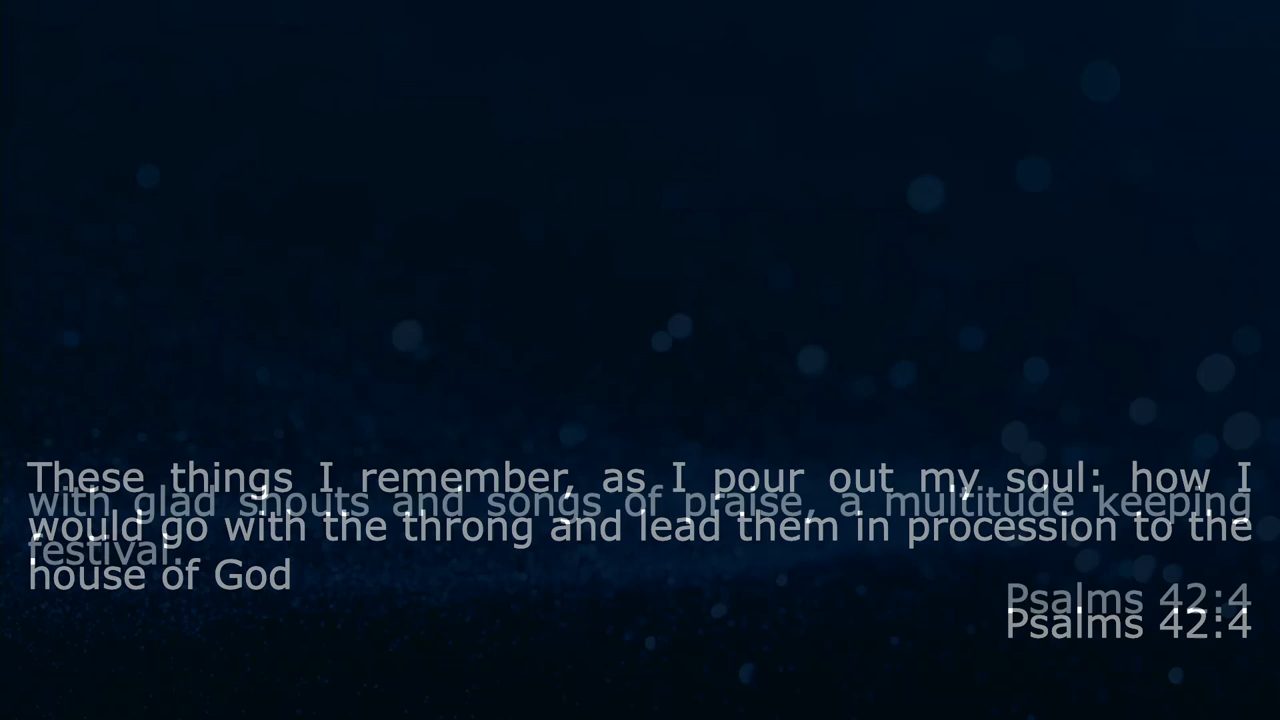 These things I remember, as I pour out my soul: how I
would go with the throng and lead them in procession to the
house of God
Psalms 42:4
with glad shouts and songs of praise, a multitude keeping
festival.
Psalms 42:4